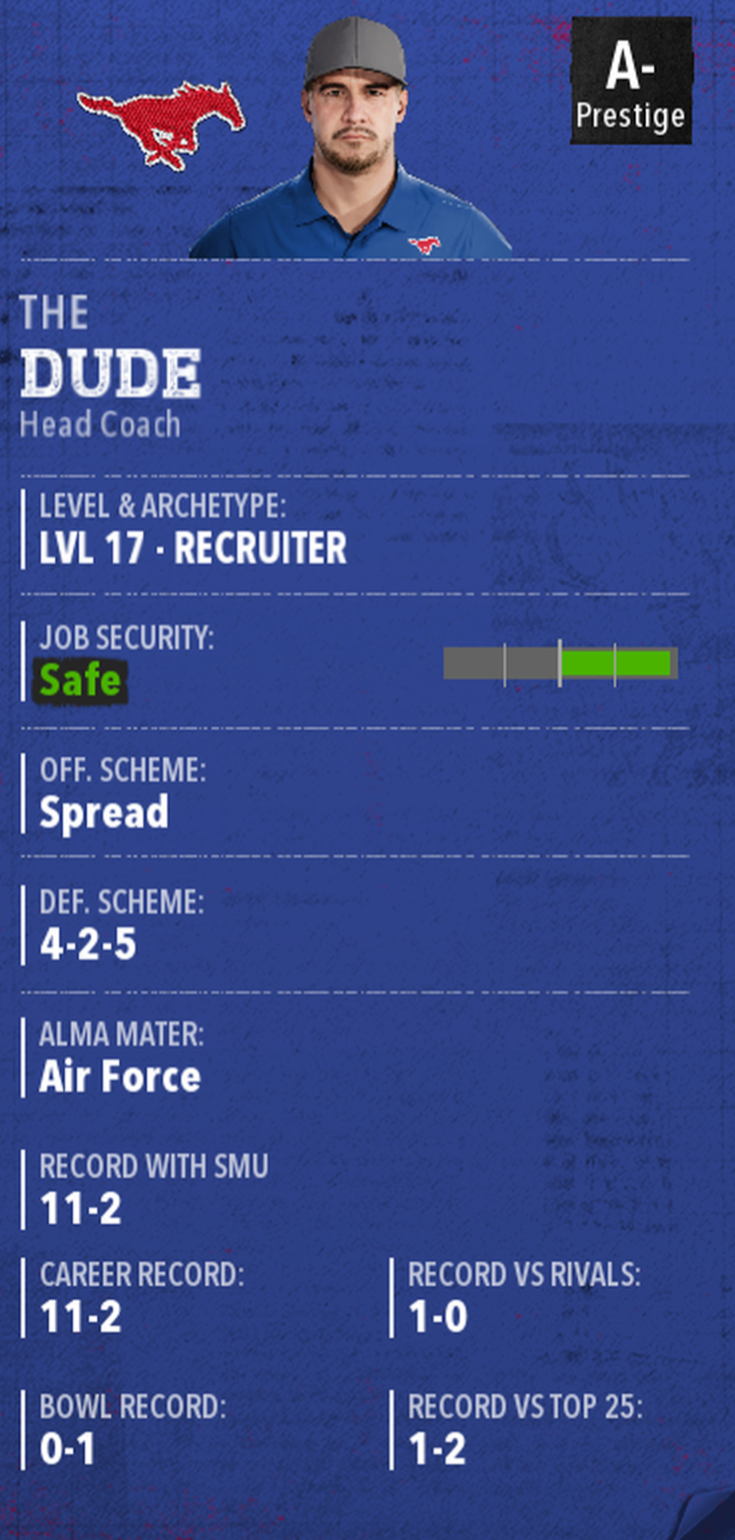 A-
Prestige
THE
DUDE
Head Coach
LEVEL & ARCHETYPE:
LVL 17 · RECRUITER
JOB SECURITY:
Safe
OFF. SCHEME:
Spread
DEF. SCHEME:
4-2-5
ALMA MATER:
Air Force
RECORD WITH SMU
11-2
CAREER RECORD:
11-2
RECORD VS RIVALS:
1-0
BOWL RECORD:
0-1
RECORD VS TOP 25:
1-2